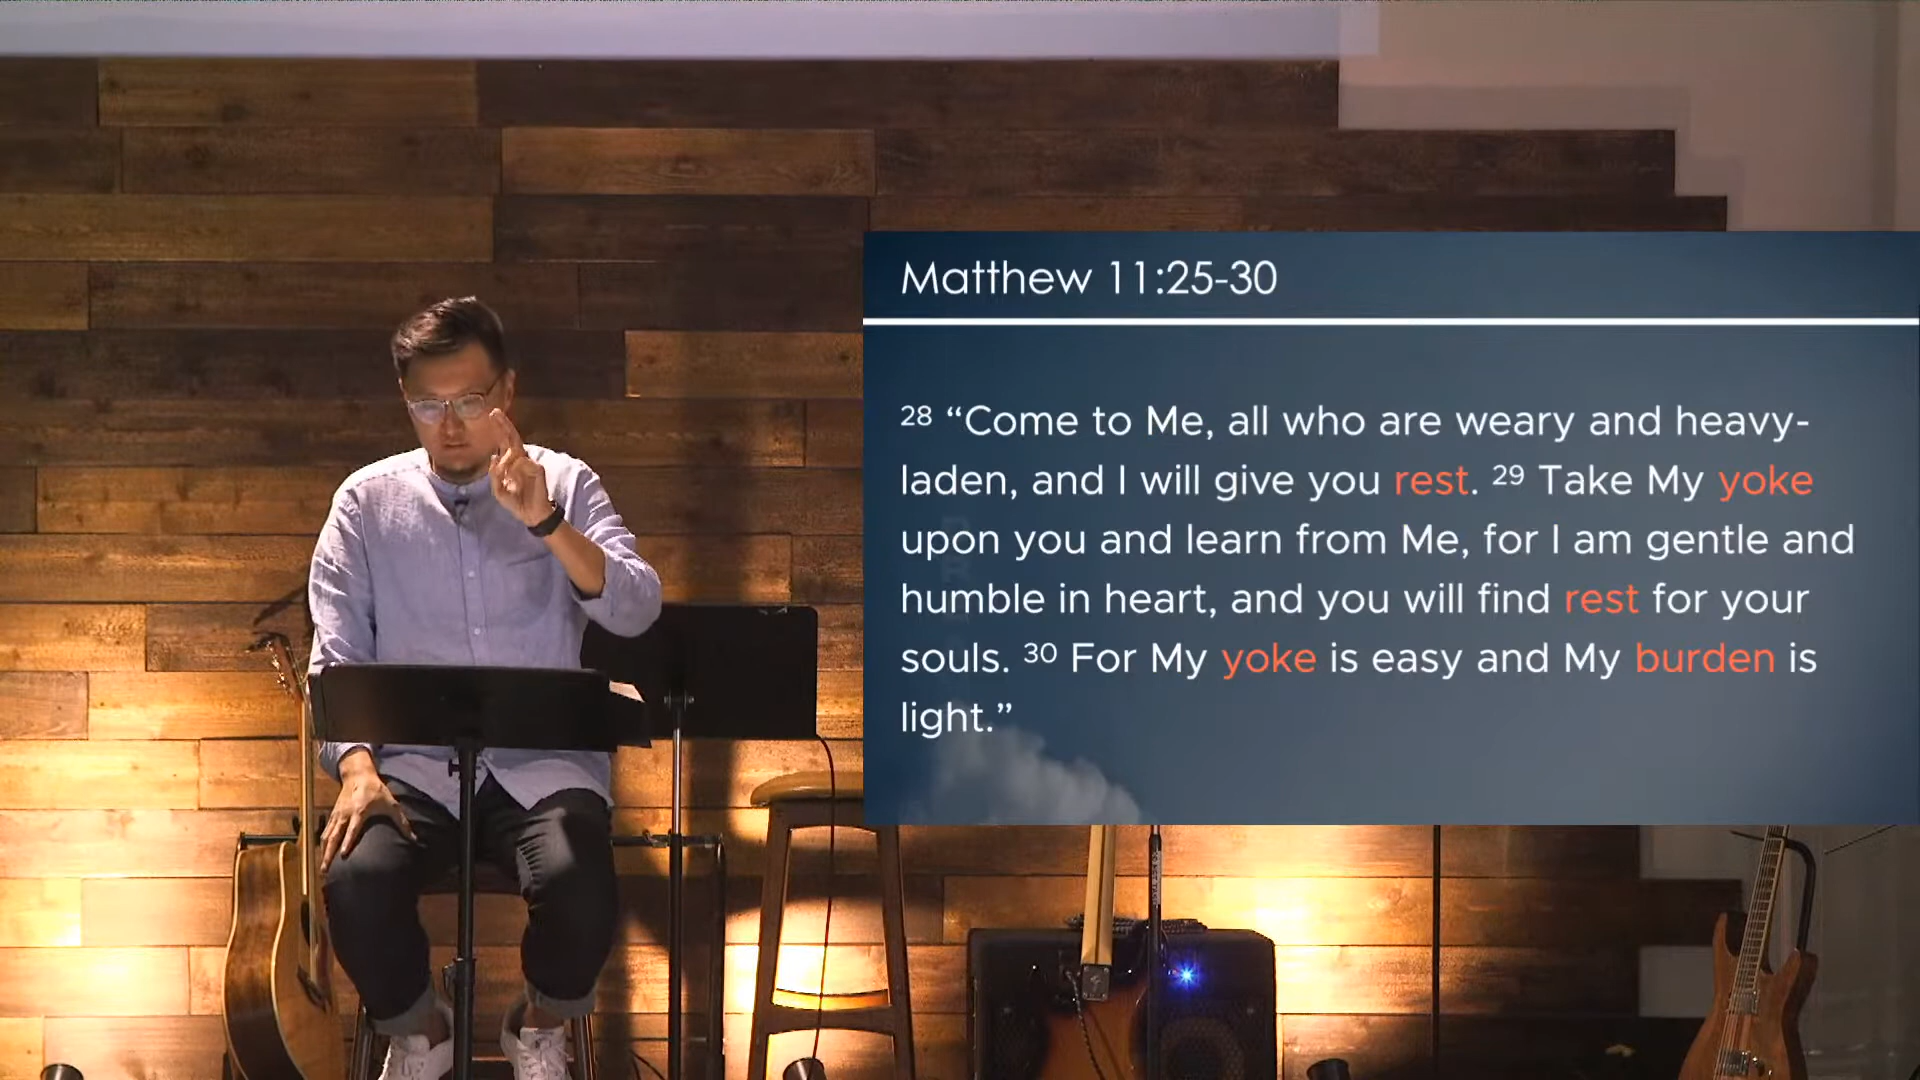 Matthew 11:25-30
28 “Come to Me, all who are weary and heavy-
laden, and I will give you rest. 29 Take My yoke
upon you and learn from Me, for I am gentle and
humble in heart, and you will find rest for your
souls. 30 For My yoke is easy and My burden is
light.”